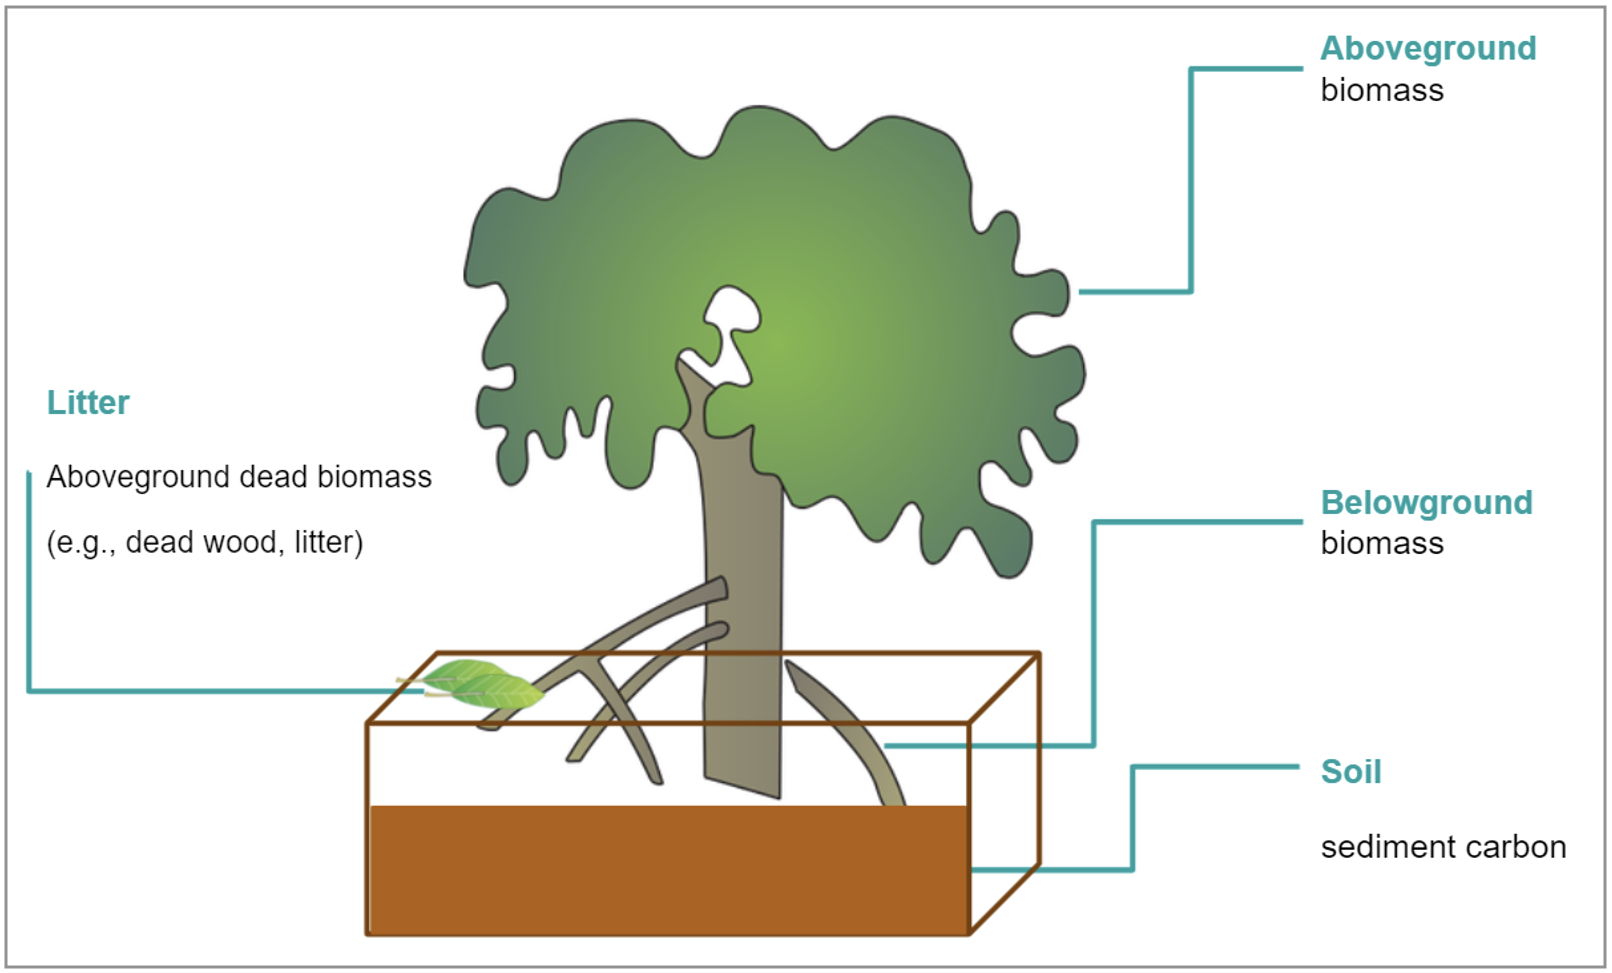 Aboveground
biomass
Litter
Aboveground dead biomass
(e.g., dead wood, litter)
Belowground
biomass
Soil
sediment carbon